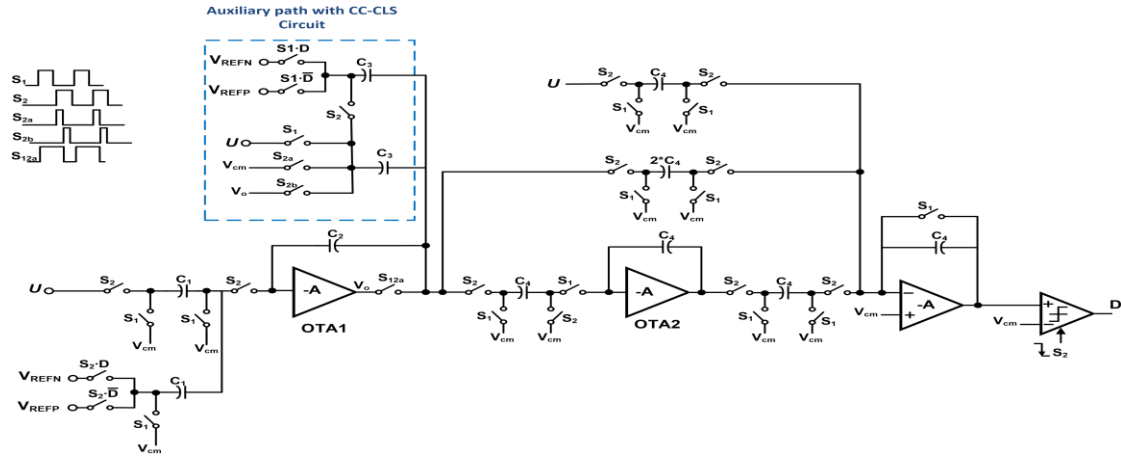 Auxiliary path with CC-CLS
Circuit
S1·D
VREFN
C3
S1·D̅
VREFP
S2
U
S1
C3
Vcm
S2a
Vo
S2b
S1
S2
S2a
S2b
S12a
U
S2
C4
S2
S1
S1
Vcm
Vcm
S2
2*C4
S2
S1
S1
Vcm
Vcm
C2
C4
S1
C4
U
S2
C1
S2
-A
Vo
S12a
S2
C4
S1
-A
S2
C4
S2
−
-A
+
Vcm
+
−
Vcm
D
S2
S1
S1
Vcm
Vcm
OTA1
S1
S2
Vcm
Vcm
OTA2
S1
S1
Vcm
Vcm
S2·D
VREFN
C1
S2·D̅
VREFP
S1
Vcm